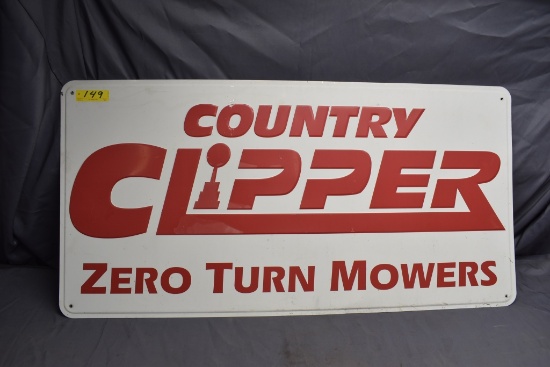 149
COUNTRY
CLIPPER
ZERO TURN MOWERS